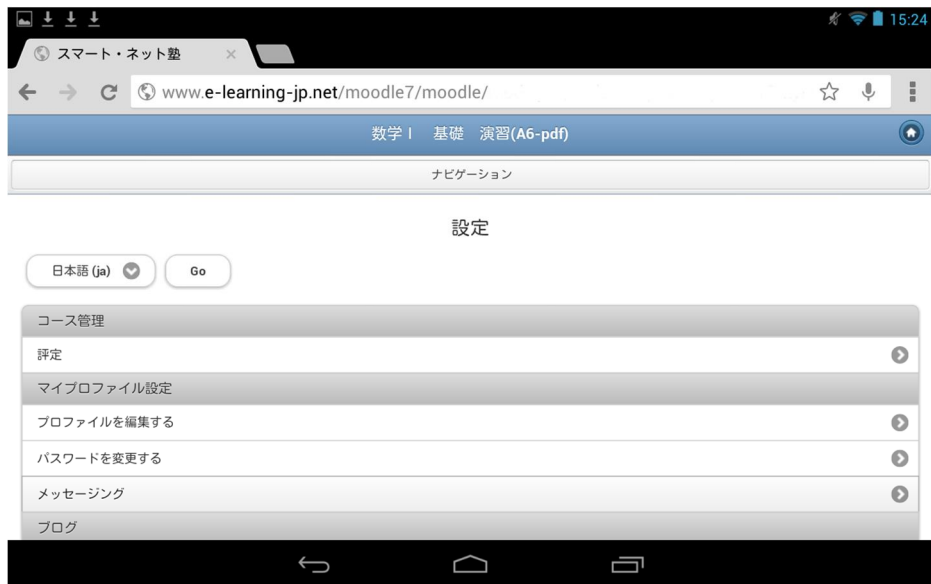 15:24
スマート・ネット塾
www.e-learning-jp.net/moodle7/moodle/
数学Ⅰ 基礎 演習(A6-pdf)
ナビゲーション
設定
日本語 (ja) Go
コース管理
評定
マイプロファイル設定
プロファイルを編集する
パスワードを変更する
メッセージング
ブログ